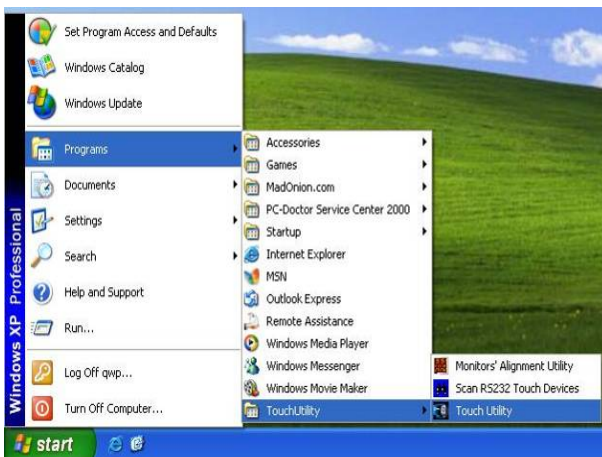 Set Program Access and Defaults
Windows Catalog
Windows Update
Programs
Documents
Settings
Search
Help and Support
Run...
Log Off qwp...
Turn Off Computer...
Windows XP Professional
Accessories
Games
MadOnion.com
PC-Doctor Service Center 2000
Startup
Internet Explorer
MSN
Outlook Express
Remote Assistance
Windows Media Player
Windows Messenger
Windows Movie Maker
TouchUtility
Monitors' Alignment Utility
Scan RS232 Touch Devices
Touch Utility
start